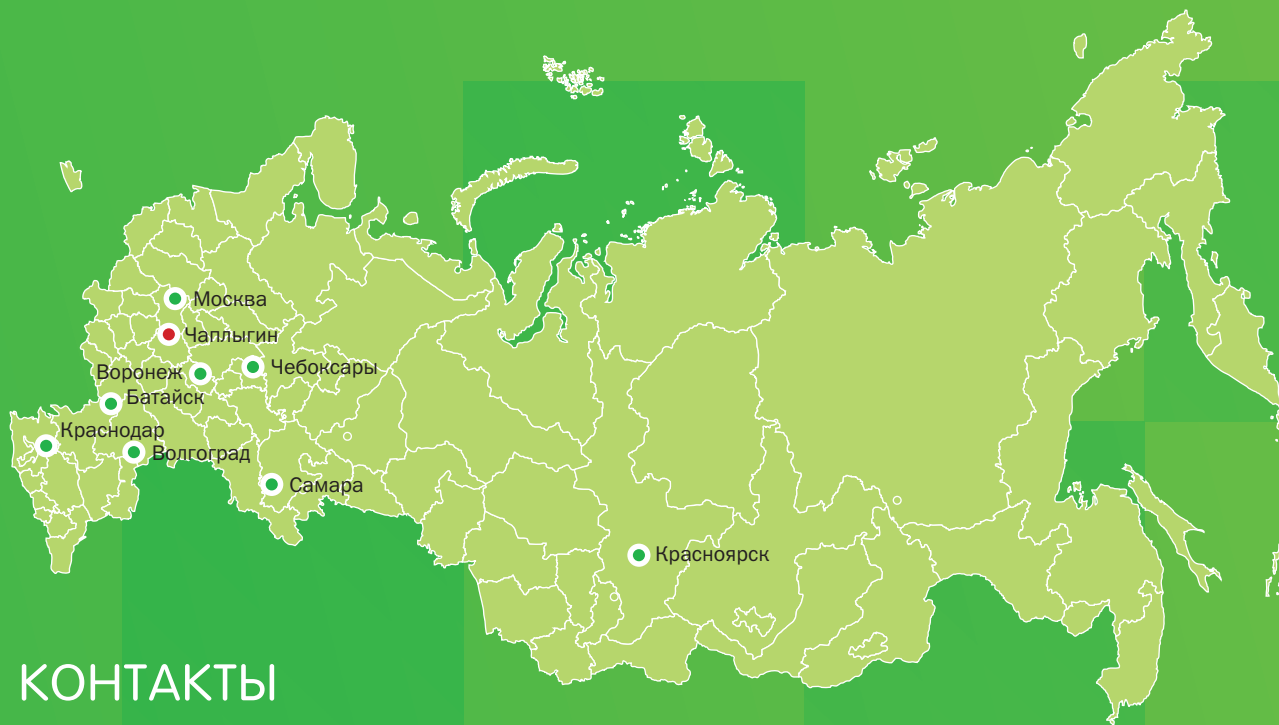 Москва
Чаплыгин
Чебоксары
Воронеж
Батайск
Краснодар
Волгоград
Самара
Красноярск
КОНТАКТЫ